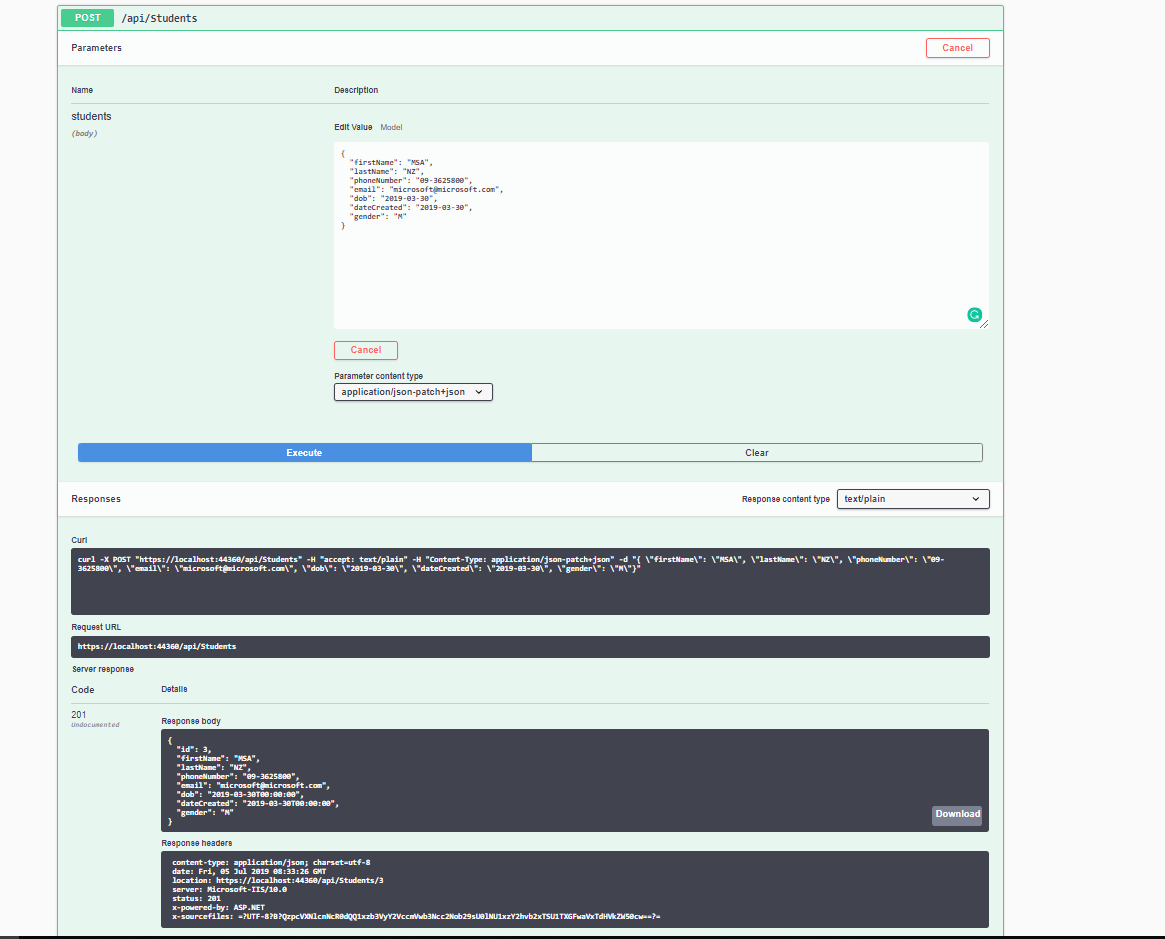 POST /api/Students
Parameters
Cancel
Name Description
students
(body)
Edit Value Model
{
"firstName": "MSA",
"lastName": "NZ",
"phoneNumber": "09-3625800",
"email": "microsoft@microsoft.com",
"dob": "2019-03-30",
"dateCreated": "2019-03-30",
"gender": "M"
}
Cancel
Parameter content type
application/json-patch+json
Execute Clear
Responses Response content type text/plain
Curl
curl -X POST "https://localhost:44360/api/Students" -H "accept: text/plain" -H "Content-Type: application/json-patch+json" -d "{ \"firstName\": \"MSA\", \"lastName\": \"NZ\", \"phoneNumber\": \"09-
3625800\", \"email\": \"microsoft@microsoft.com\", \"dob\": \"2019-03-30\", \"dateCreated\": \"2019-03-30\", \"gender\": \"M\"}"
Request URL
https://localhost:44360/api/Students
Server response
Code Details
201
Undocumented
Response body
{
"id": 3,
"firstName": "MSA",
"lastName": "NZ",
"phoneNumber": "09-3625800",
"email": "microsoft@microsoft.com",
"dob": "2019-03-30T00:00:00",
"dateCreated": "2019-03-30T00:00:00",
"gender": "M"
}
Download
Response headers
content-type: application/json; charset=utf-8
date: Fri, 05 Jul 2019 08:33:26 GMT
location: https://localhost:44360/api/Students/3
server: Microsoft-IIS/10.0
status: 201
x-powered-by: ASP.NET
x-sourcefiles: